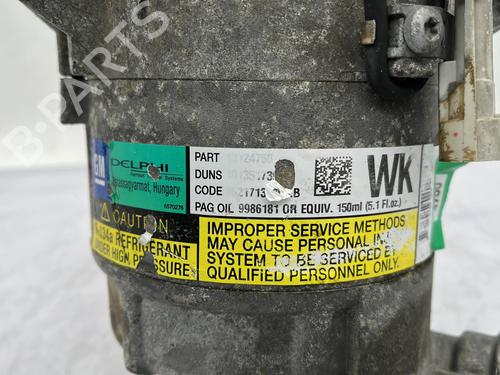 B-PARTS
GM
DELPHI
Hungary
6570276
PART
DUNS
CODE
WK
PAG OIL 9986181 OR EQUIV. 150ml (5.1 Fl.oz.)
CAUTION
REFRIGERANT
UNDER HIGH PRESSURE
IMPROPER SERVICE METHODS
MAY CAUSE PERSONAL
SYSTEM TO BE SERVICED BY
QUALIFIED PERSONNEL ONLY.